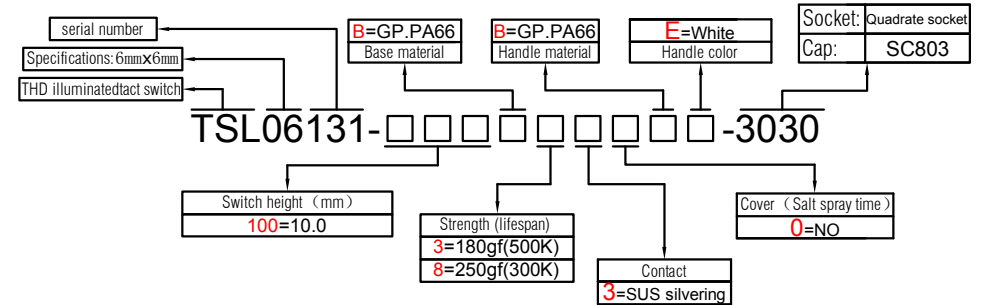 serial number
Specifications:6mmX6mm
THD illuminatedtact switch
B=GP.PA66
Base material
B=GP.PA66
Handle material
E=White
Handle color
Socket: Quadrate socket
Cap: SC803
TSL06131-□□□□□□□□□-3030
Switch height（mm）
100=10.0
Strength (lifespan)
3=180gf(500K)
8=250gf(300K)
Contact
3=SUS silvering
Cover（Salt spray time）
0=NO